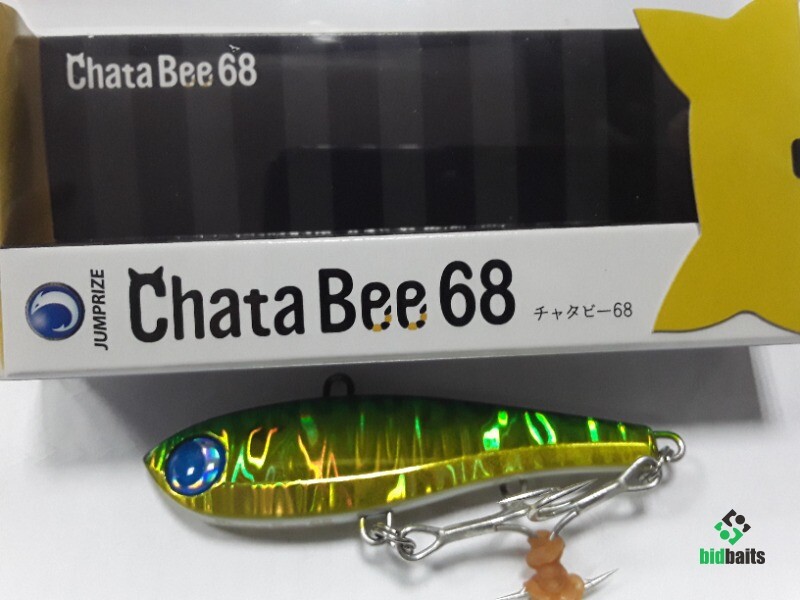 Chata Bee 68
JUMPRIZE
Chata Bee 68
チャタビー68
bidbaits